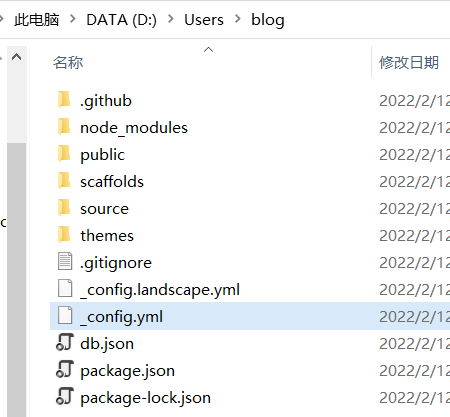 此电脑 > DATA (D:) > Users > blog
名称 修改日期
.github 2022/2/12
node_modules 2022/2/12
public 2022/2/12
scaffolds 2022/2/12
source 2022/2/12
themes 2022/2/12
.gitignore 2022/2/12
_config.landscape.yml 2022/2/12
_config.yml 2022/2/12
db.json 2022/2/12
package.json 2022/2/12
package-lock.json 2022/2/12